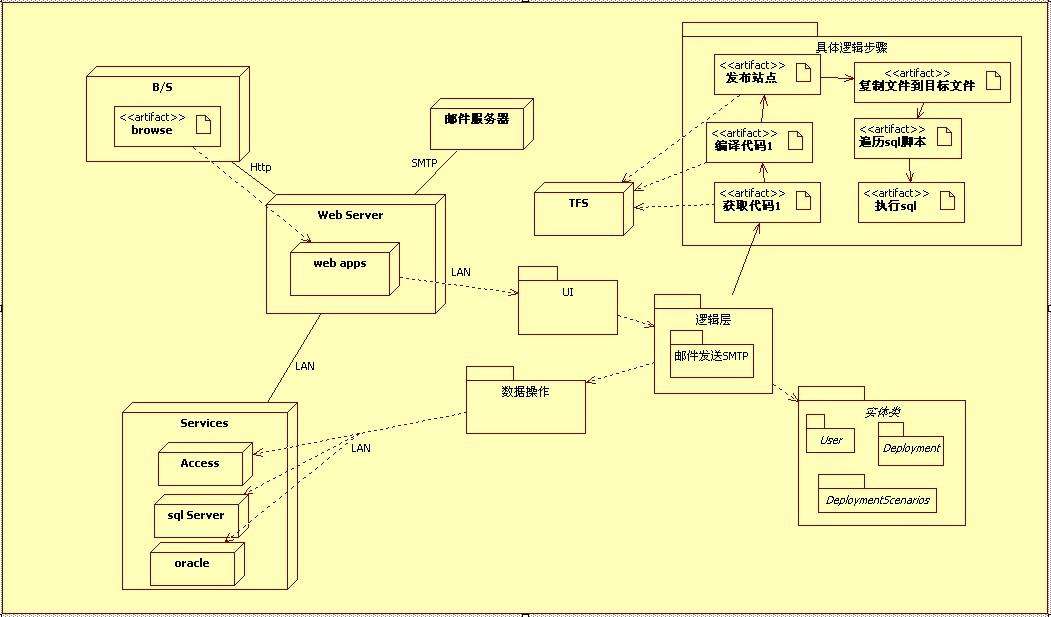 具体逻辑步骤
<<artifact>>
发布站点
<<artifact>>
复制文件到目标文件
B/S
<<artifact>>
browse
邮件服务器
<<artifact>>
编译代码1
<<artifact>>
遍历sql脚本
Http
SMTP
TFS
<<artifact>>
获取代码1
<<artifact>>
执行sql
Web Server
web apps
LAN
UI
逻辑层
邮件发送SMTP
LAN
数据操作
实体类
User
Deployment
DeploymentScenarios
Services
LAN
Access
sql Server
oracle